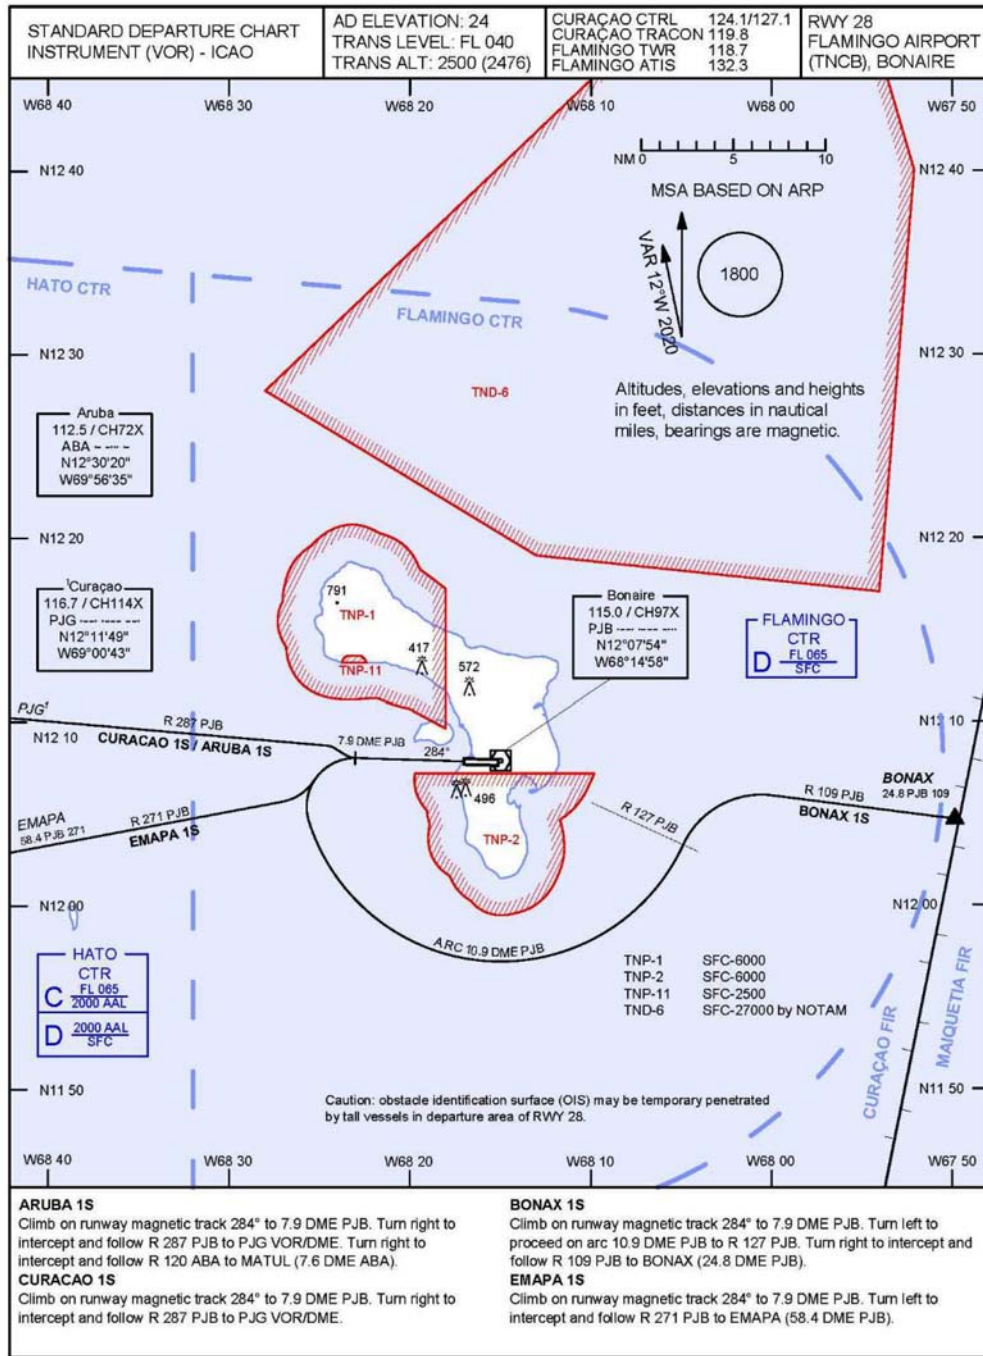 STANDARD DEPARTURE CHART
INSTRUMENT (VOR) - ICAO
AD ELEVATION: 24
TRANS LEVEL: FL 040
TRANS ALT: 2500 (2476)
CURAÇAO CTRL 124.1/127.1
CURAÇAO TRACON 119.8
FLAMINGO TWR 118.7
FLAMINGO ATIS 132.3
RWY 28
FLAMINGO AIRPORT
(TNCB), BONAIRE
W68 40 W68 30 W68 20 W68 10 W68 00 W67 50
NM 0 5 10
N12 40 N12 40
MSA BASED ON ARP
VAR 12°W 2020
1800
HATO CTR
FLAMINGO CTR
N12 30 N12 30
TND-6
Altitudes, elevations and heights
in feet, distances in nautical
miles, bearings are magnetic.
Aruba
112.5 / CH72X
ABA
N12°30'20"
W69°56'35"
N12 20 N12 20
¹Curaçao
116.7 / CH114X
PJG
N12°11'49"
W69°00'43"
791
TNP-1
TNP-11
417
572
Bonaire
115.0 / CH97X
PJB
N12°07'54"
W68°14'58"
FLAMINGO
CTR
D FL 065
SFC
PJG¹
R 287 PJB
CURACAO 1S / ARUBA 1S
N12 10 N12 10
7.9 DME PJB
284°
EMAPA
58.4 PJB 271
R 271 PJB
EMAPA 1S
496
TNP-2
R 127 PJB
R 109 PJB
BONAX 1S
BONAX
24.8 PJB 109
N12 00 N12 00
ARC 10.9 DME PJB
HATO
CTR
C FL 065
2000 AAL
D 2000 AAL
SFC
TNP-1 SFC-6000
TNP-2 SFC-6000
TNP-11 SFC-2500
TND-6 SFC-27000 by NOTAM
CURAÇAO FIR
MAIQUETIA FIR
N11 50 N11 50
Caution: obstacle identification surface (OIS) may be temporary penetrated
by tall vessels in departure area of RWY 28.
W68 40 W68 30 W68 20 W68 10 W68 00 W67 50
ARUBA 1S
Climb on runway magnetic track 284° to 7.9 DME PJB. Turn right to
intercept and follow R 287 PJB to PJG VOR/DME. Turn right to
intercept and follow R 120 ABA to MATUL (7.6 DME ABA).
CURACAO 1S
Climb on runway magnetic track 284° to 7.9 DME PJB. Turn right to
intercept and follow R 287 PJB to PJG VOR/DME.
BONAX 1S
Climb on runway magnetic track 284° to 7.9 DME PJB. Turn left to
proceed on arc 10.9 DME PJB to R 127 PJB. Turn right to intercept and
follow R 109 PJB to BONAX (24.8 DME PJB).
EMAPA 1S
Climb on runway magnetic track 284° to 7.9 DME PJB. Turn left to
intercept and follow R 271 PJB to EMAPA (58.4 DME PJB).